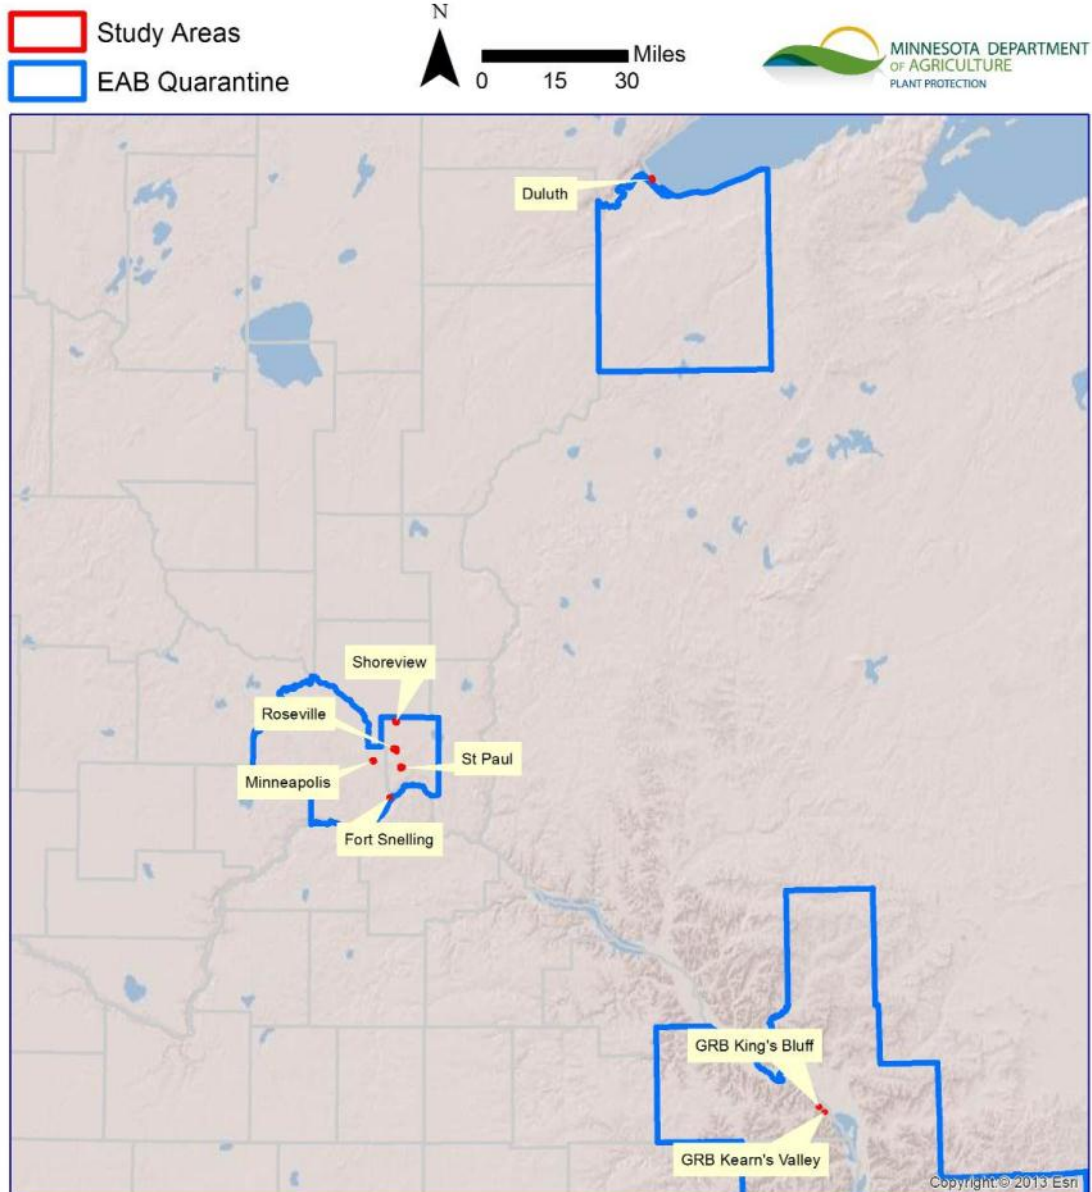 Study Areas
EAB Quarantine
N
Miles
0 15 30
MINNESOTA DEPARTMENT
OF AGRICULTURE
PLANT PROTECTION
Duluth
Shoreview
Roseville
St Paul
Minneapolis
Fort Snelling
GRB King's Bluff
GRB Kearn's Valley
Copyright:© 2013 Esri